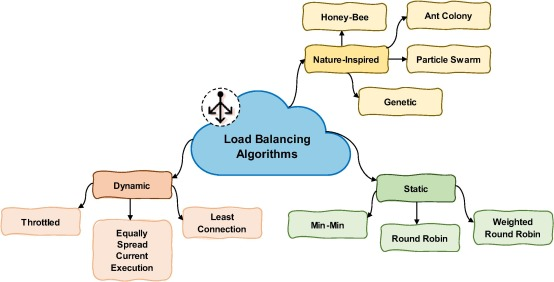 Honey-Bee
Ant Colony
Nature-Inspired
Particle Swarm
Genetic
Load Balancing
Algorithms
Dynamic
Throttled
Equally
Spread
Current
Execution
Least
Connection
Static
Min-Min
Round Robin
Weighted
Round Robin